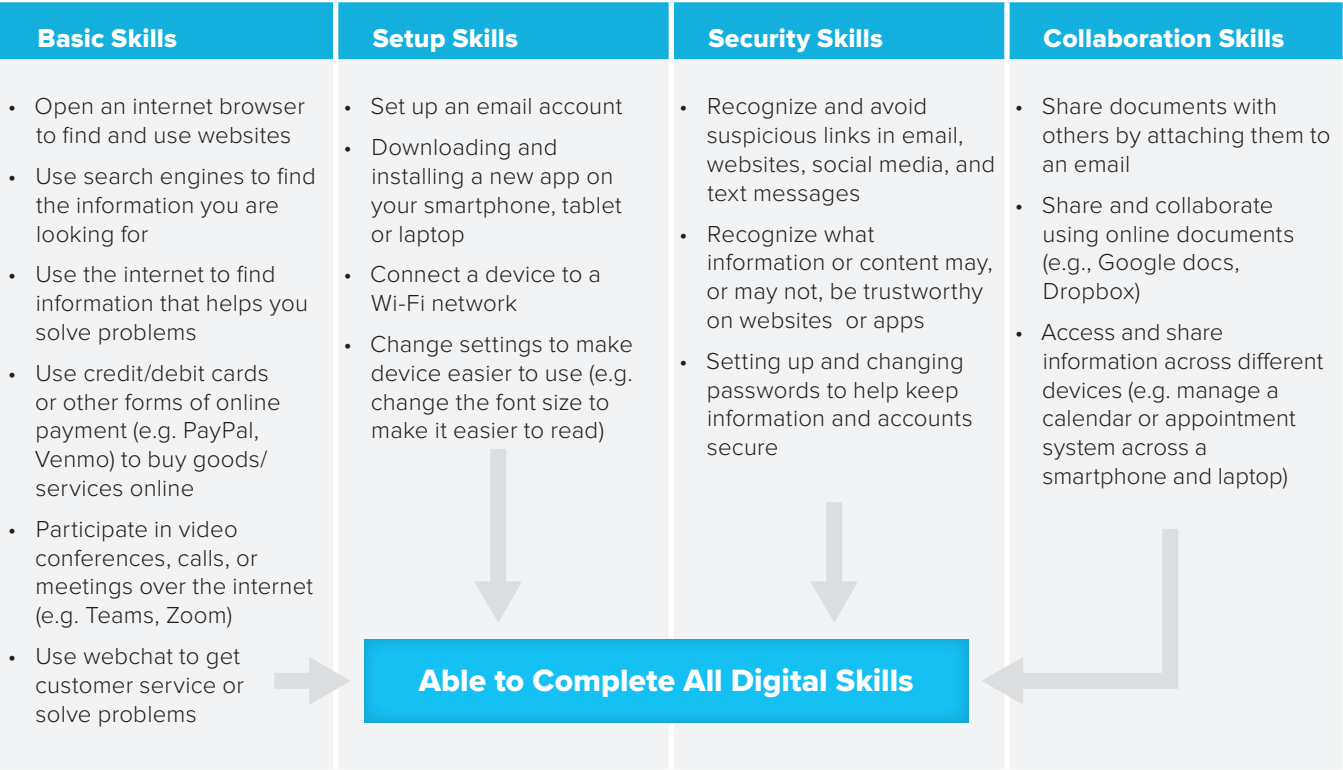 Basic Skills
• Open an internet browser
to find and use websites
• Use search engines to find
the information you are
looking for
• Use the internet to find
information that helps you
solve problems
• Use credit/debit cards
or other forms of online
payment (e.g. PayPal,
Venmo) to buy goods/
services online
• Participate in video
conferences, calls, or
meetings over the internet
(e.g. Teams, Zoom)
• Use webchat to get
customer service or
solve problems
Setup Skills
• Set up an email account
• Downloading and
installing a new app on
your smartphone, tablet
or laptop
• Connect a device to a
Wi-Fi network
• Change settings to make
device easier to use (e.g.
change the font size to
make it easier to read)
Security Skills
• Recognize and avoid
suspicious links in email,
websites, social media, and
text messages
• Recognize what
information or content may,
or may not, be trustworthy
on websites  or apps
• Setting up and changing
passwords to help keep
information and accounts
secure
Collaboration Skills
• Share documents with
others by attaching them to
an email
• Share and collaborate
using online documents
(e.g., Google docs,
Dropbox)
• Access and share
information across different
devices (e.g. manage a
calendar or appointment
system across a
smartphone and laptop)
Able to Complete All Digital Skills